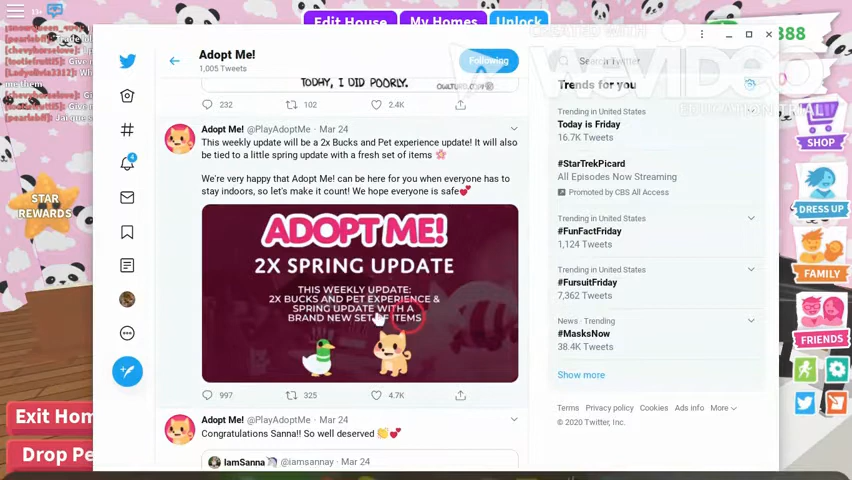 Edit House
My Homes
Unlock
CREATED WITH
WeVideo
EDUCATION TRIAL
Adopt Me!
1,005 Tweets
Following
Search Twitter
TODAY, I DID POORLY.
232
102
2.4K
Adopt Me! @PlayAdoptMe · Mar 24
This weekly update will be a 2x Bucks and Pet experience update! It will also
be tied to a little spring update with a fresh set of items 🌸
We're very happy that Adopt Me! can be here for you when everyone has to
stay indoors, so let's make it count! We hope everyone is safe💕
ADOPT ME!
2X SPRING UPDATE
THIS WEEKLY UPDATE:
2X BUCKS AND PET EXPERIENCE &
SPRING UPDATE WITH A
BRAND NEW SET OF ITEMS
997
325
4.7K
Adopt Me! @PlayAdoptMe · Mar 24
Congratulations Sanna!! So well deserved 👏💕
IamSanna🦄 @iamsannay · Mar 24
Trends for you
Trending in United States
Today is Friday
16.7K Tweets
#StarTrekPicard
All Episodes Now Streaming
Promoted by CBS All Access
Trending in United States
#FunFactFriday
1,124 Tweets
Trending in United States
#FursuitFriday
7,362 Tweets
News · Trending
#MasksNow
38.4K Tweets
Show more
Terms Privacy policy Cookies Ads info More
© 2020 Twitter, Inc.
4
STAR
REWARDS
Exit Hom
Drop Pe
SHOP
DRESS UP
FAMILY
FRIENDS